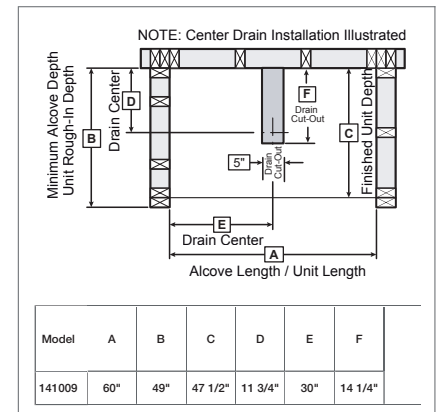 NOTE: Center Drain Installation Illustrated
Minimum Alcove Depth
Unit Rough-In Depth
B
Drain Center
D
F
Drain
Cut-Out
C
Finished Unit Depth
5"
Drain
Cut-Out
E
Drain Center
A
Alcove Length / Unit Length
Model A B C D E F
141009 60" 49" 47 1/2" 11 3/4" 30" 14 1/4"